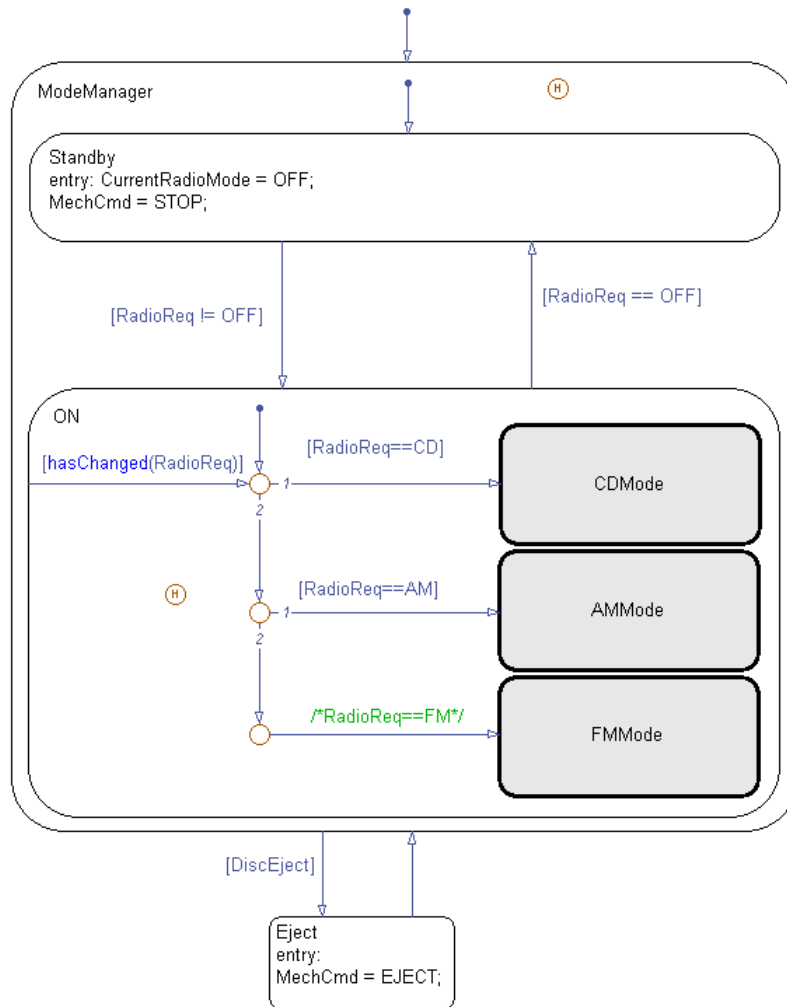 ModeManager
H
Standby
entry: CurrentRadioMode = OFF;
MechCmd = STOP;
[RadioReq != OFF]
[RadioReq == OFF]
ON
[hasChanged(RadioReq)]
1
[RadioReq==CD]
CDMode
2
H
1
[RadioReq==AM]
AMMode
2
/*RadioReq==FM*/
FMMode
[DiscEject]
Eject
entry:
MechCmd = EJECT;